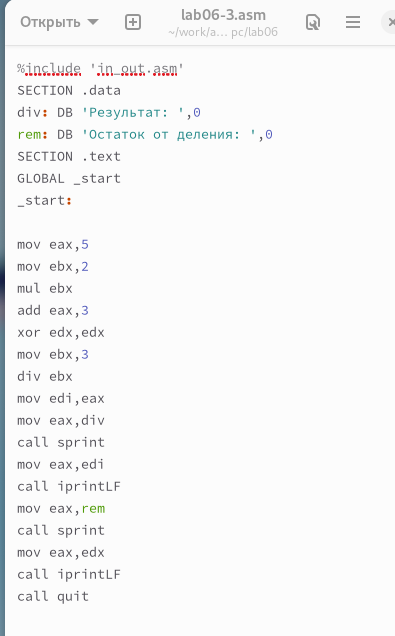 Открыть
lab06-3.asm
~/work/a... pc/lab06
%include 'in_out.asm'
SECTION .data
div: DB 'Результат: ',0
rem: DB 'Остаток от деления: ',0
SECTION .text
GLOBAL _start
_start:
mov eax,5
mov ebx,2
mul ebx
add eax,3
xor edx,edx
mov ebx,3
div ebx
mov edi,eax
mov eax,div
call sprint
mov eax,edi
call iprintLF
mov eax,rem
call sprint
mov eax,edx
call iprintLF
call quit